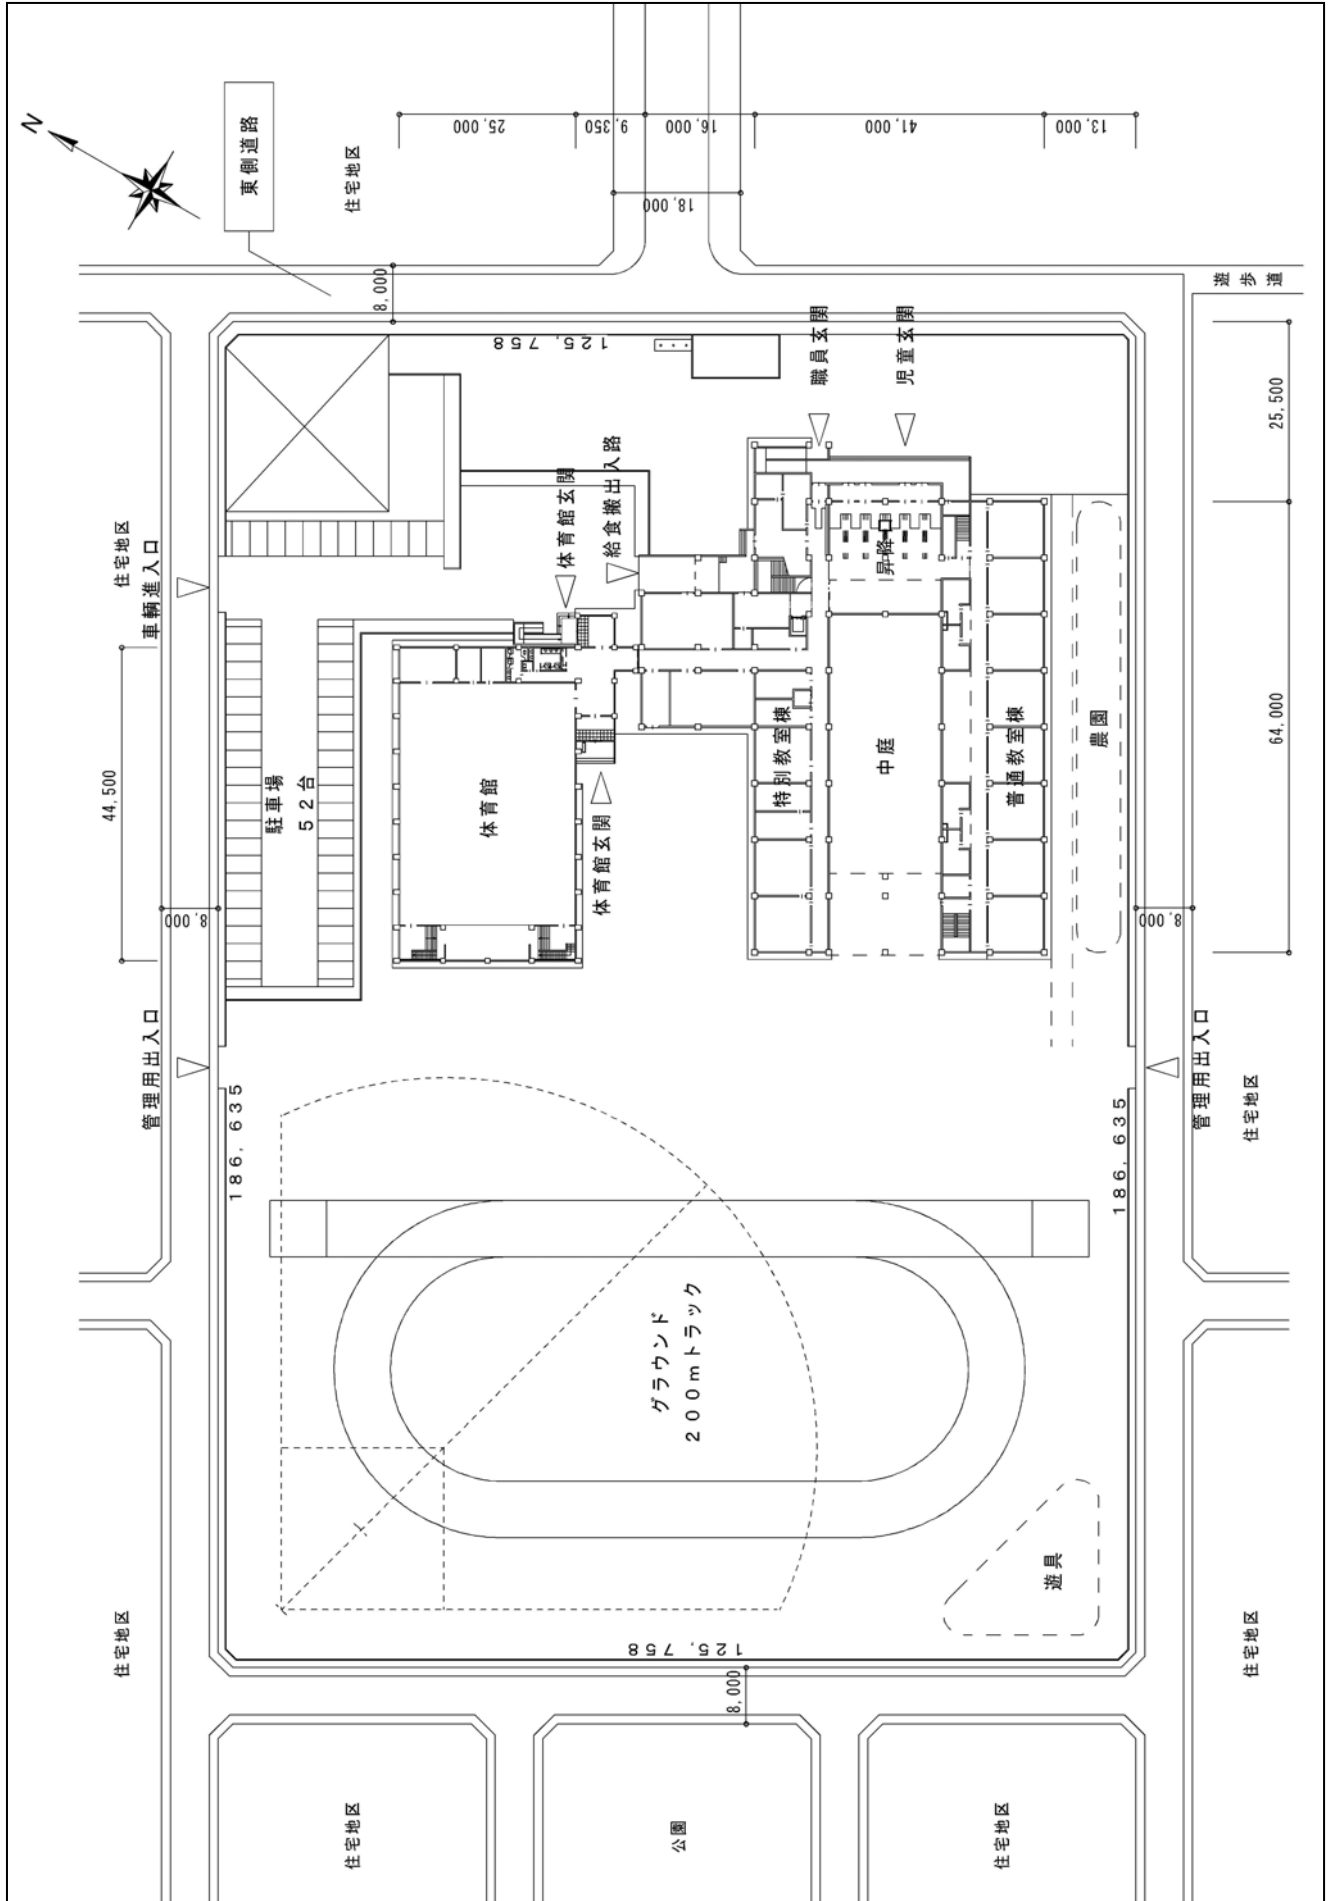 N
東側道路
住宅地区
25,000
9,350
16,000
41,000
13,000
18,000
8,000
遊歩道
125,758
職員玄関
児童玄関
25,500
住宅地区
車輌進入口
体育館玄関
給食搬出入路
昇降
44,500
駐車場
52台
体育館
体育館玄関
特別教室棟
中庭
普通教室棟
農園
64,000
8,000
8,000
管理用出入口
管理用出入口
186,635
186,635
住宅地区
グラウンド
200mトラック
遊具
住宅地区
住宅地区
125,758
8,000
住宅地区
公園
住宅地区